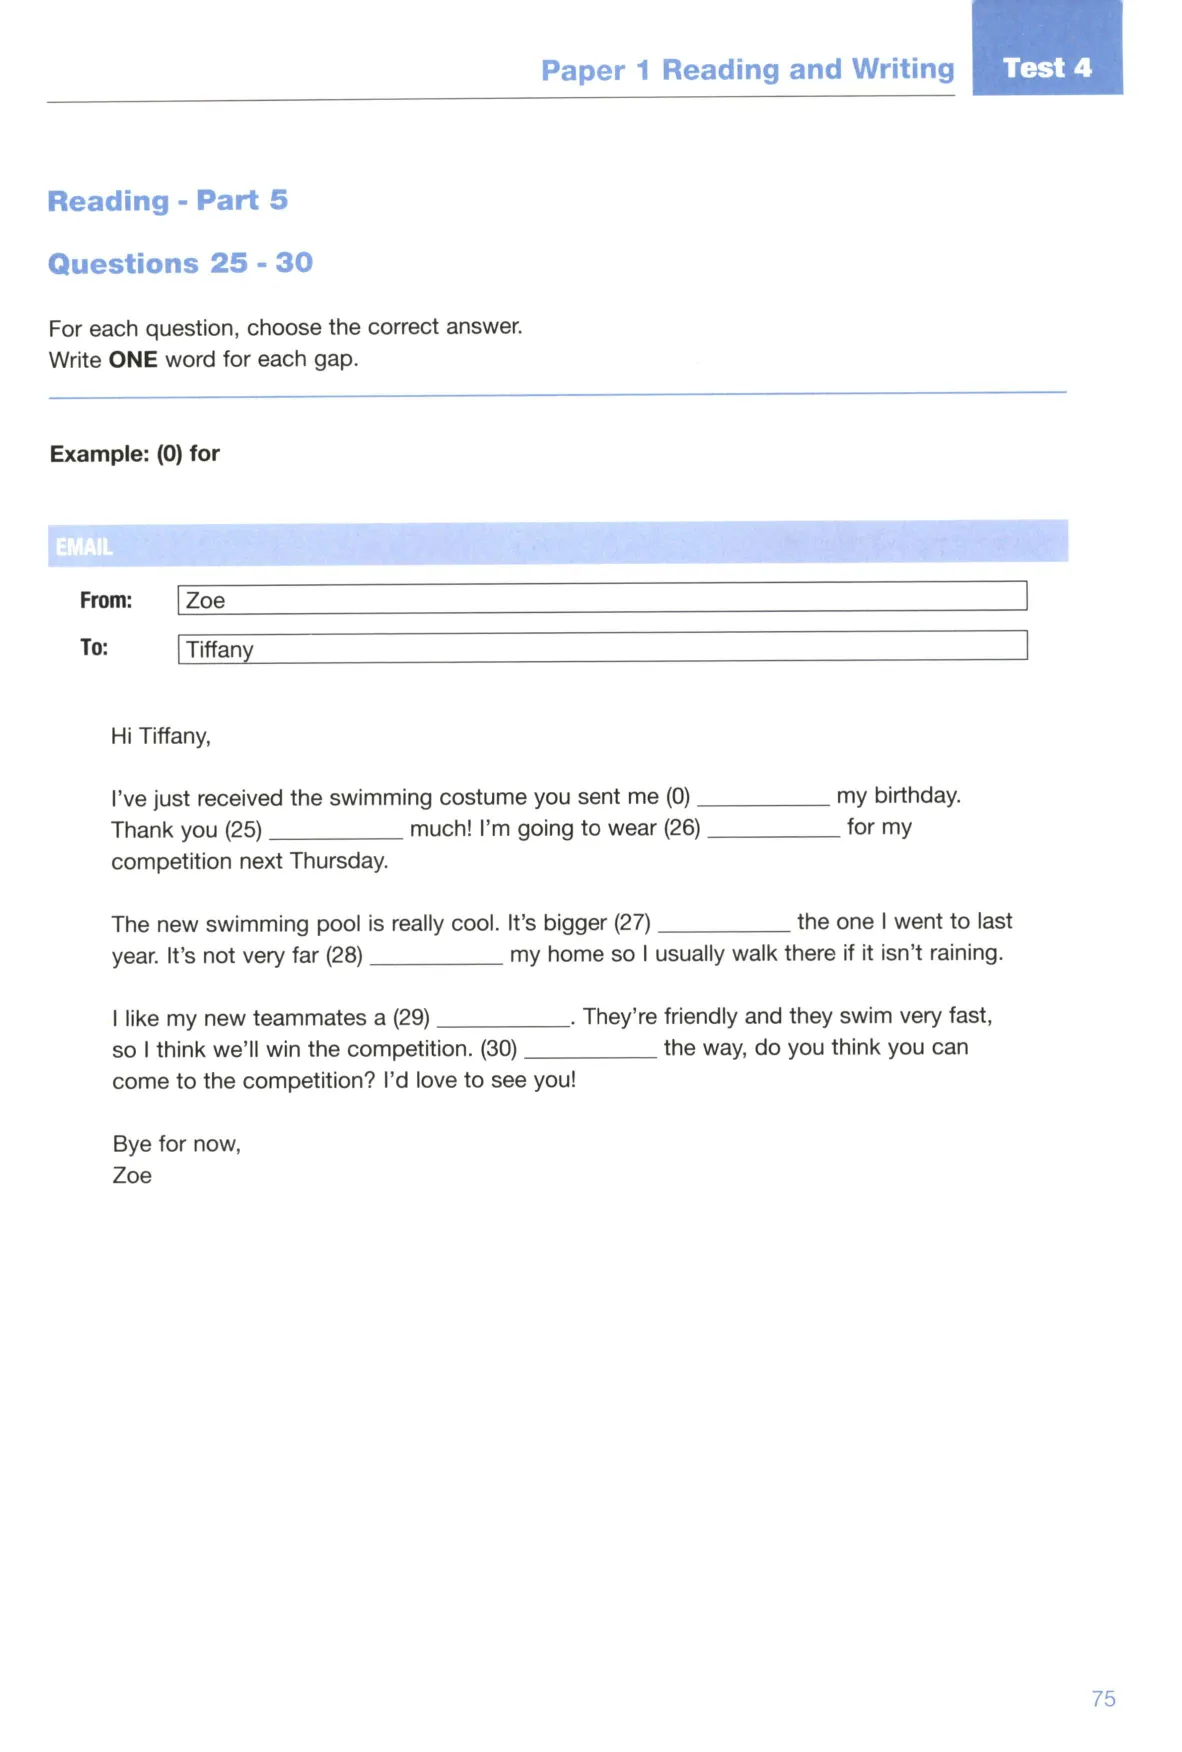 Paper 1 Reading and Writing Test 4
Reading - Part 5
Questions 25 - 30
For each question, choose the correct answer.
Write ONE word for each gap.
Example: (0) for
EMAIL
From: Zoe
To: Tiffany
Hi Tiffany,
I've just received the swimming costume you sent me (0) ___________ my birthday.
Thank you (25) ___________ much! I'm going to wear (26) ___________ for my
competition next Thursday.
The new swimming pool is really cool. It's bigger (27) ___________ the one I went to last
year. It's not very far (28) ___________ my home so I usually walk there if it isn't raining.
I like my new teammates a (29) ___________. They're friendly and they swim very fast,
so I think we'll win the competition. (30) ___________ the way, do you think you can
come to the competition? I'd love to see you!
Bye for now,
Zoe
75